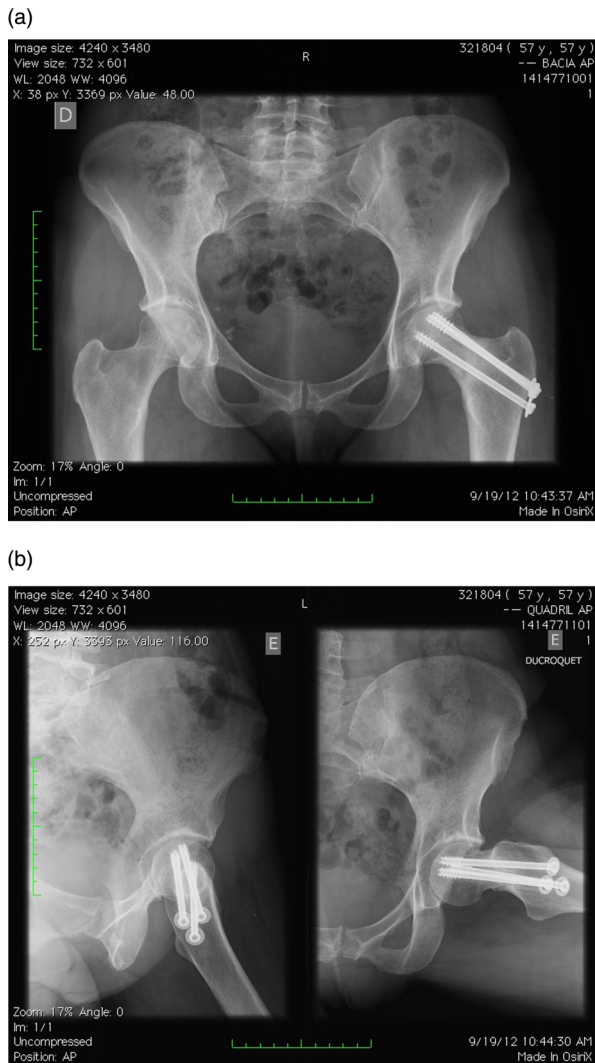 (a)
Image size: 4240 x 3480
View size: 732 x 601
WL: 2048 WW: 4096
X: 38 px Y: 3369 px Value: 48.00
D
R
321804 ( 57 y, 57 y)
-- BACIA AP
1414771001
1
Zoom: 17% Angle: 0
Im: 1/1
Uncompressed
Position: AP
9/19/12 10:43:37 AM
Made In OsiriX
(b)
Image size: 4240 x 3480
View size: 732 x 601
WL: 2048 WW: 4096
X: 252 px Y: 3393 px Value: 116.00
E
L
321804 ( 57 y, 57 y)
-- QUADRIL AP
1414771101
E
1
DUCROQUET
Zoom: 17% Angle: 0
Im: 1/1
Uncompressed
Position: AP
9/19/12 10:44:30 AM
Made In OsiriX